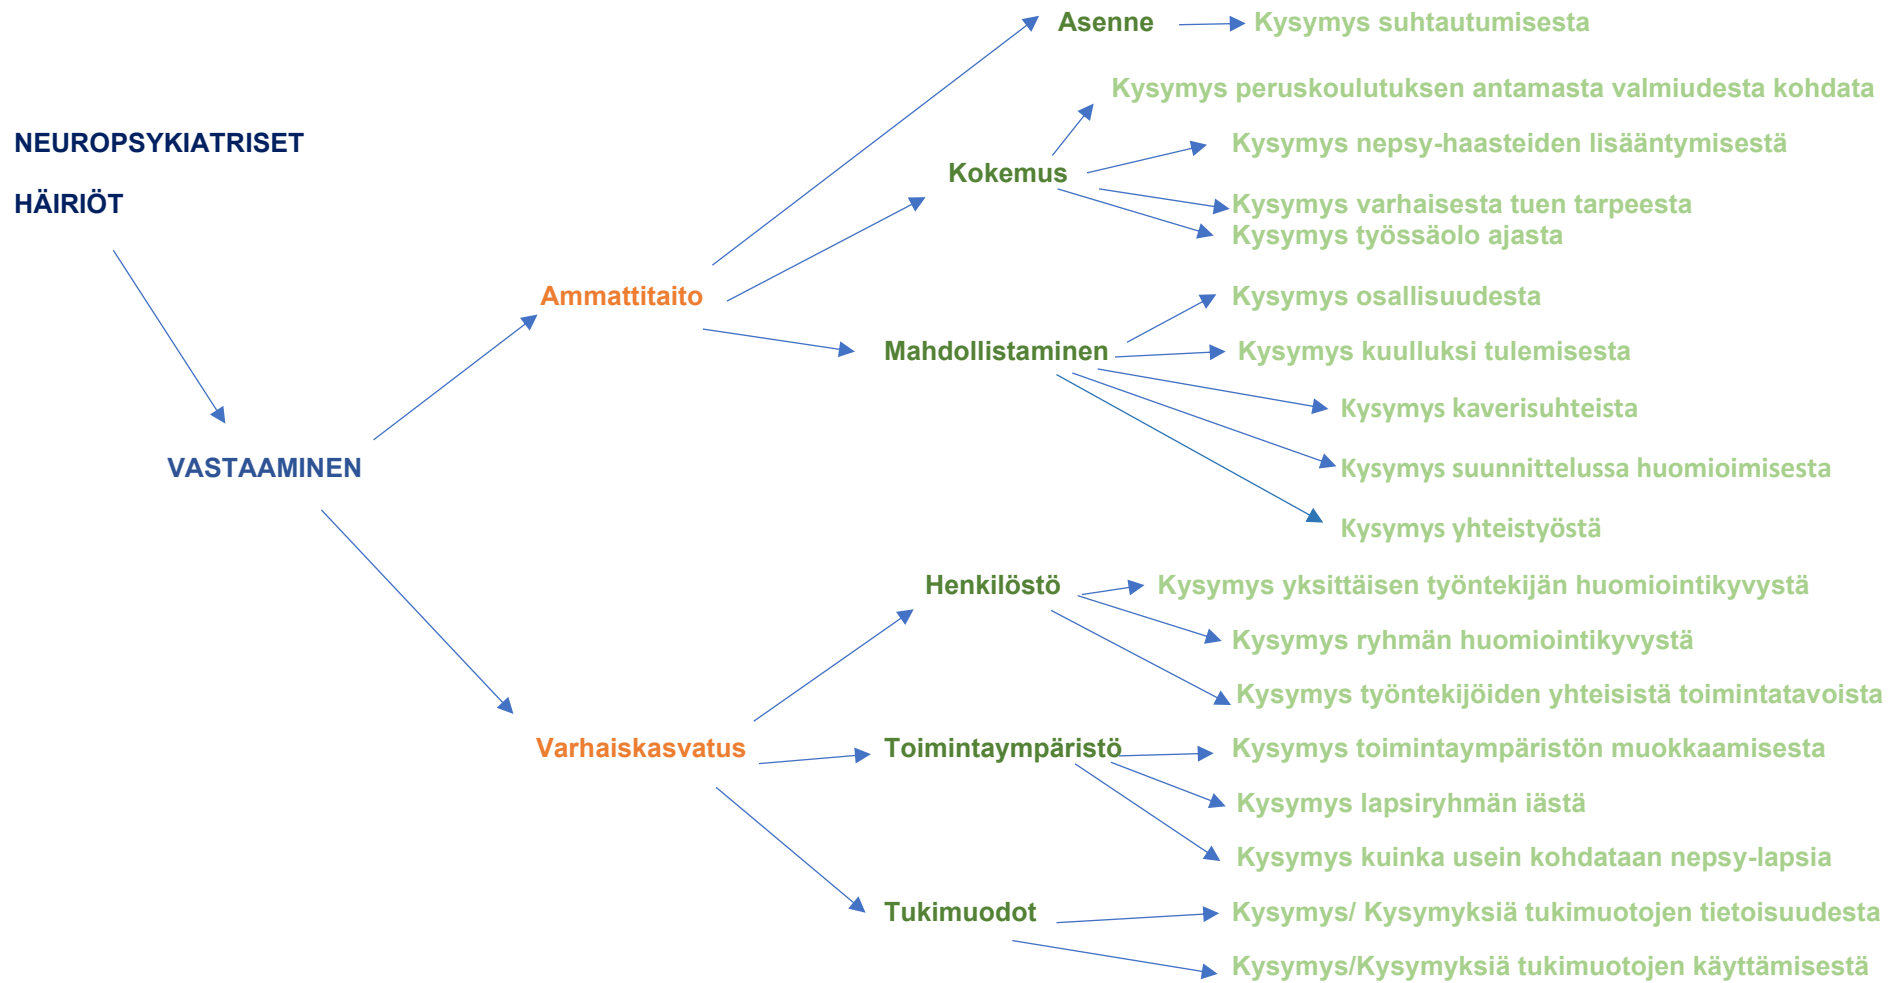 Asenne
Kysymys suhtautumisesta
Kysymys peruskoulutuksen antamasta valmiudesta kohdata
NEUROPSYKIATRISET
Kysymys nepsy-haasteiden lisääntymisestä
Kokemus
HÄIRIÖT
Kysymys varhaisesta tuen tarpeesta
Kysymys työssäolo ajasta
Ammattitaito
Kysymys osallisuudesta
Mahdollistaminen
Kysymys kuulluksi tulemisesta
Kysymys kaverisuhteista
VASTAAMINEN
Kysymys suunnittelussa huomioimisesta
Kysymys yhteistyöstä
Henkilöstö
Kysymys yksittäisen työntekijän huomiointikyvystä
Kysymys ryhmän huomiointikyvystä
Kysymys työntekijöiden yhteisistä toimintatavoista
Varhaiskasvatus
Toimintaympäristö
Kysymys toimintaympäristön muokkaamisesta
Kysymys lapsiryhmän iästä
Kysymys kuinka usein kohdataan nepsy-lapsia
Tukimuodot
Kysymys/ Kysymyksiä tukimuotojen tietoisuudesta
Kysymys/Kysymyksiä tukimuotojen käyttämisestä